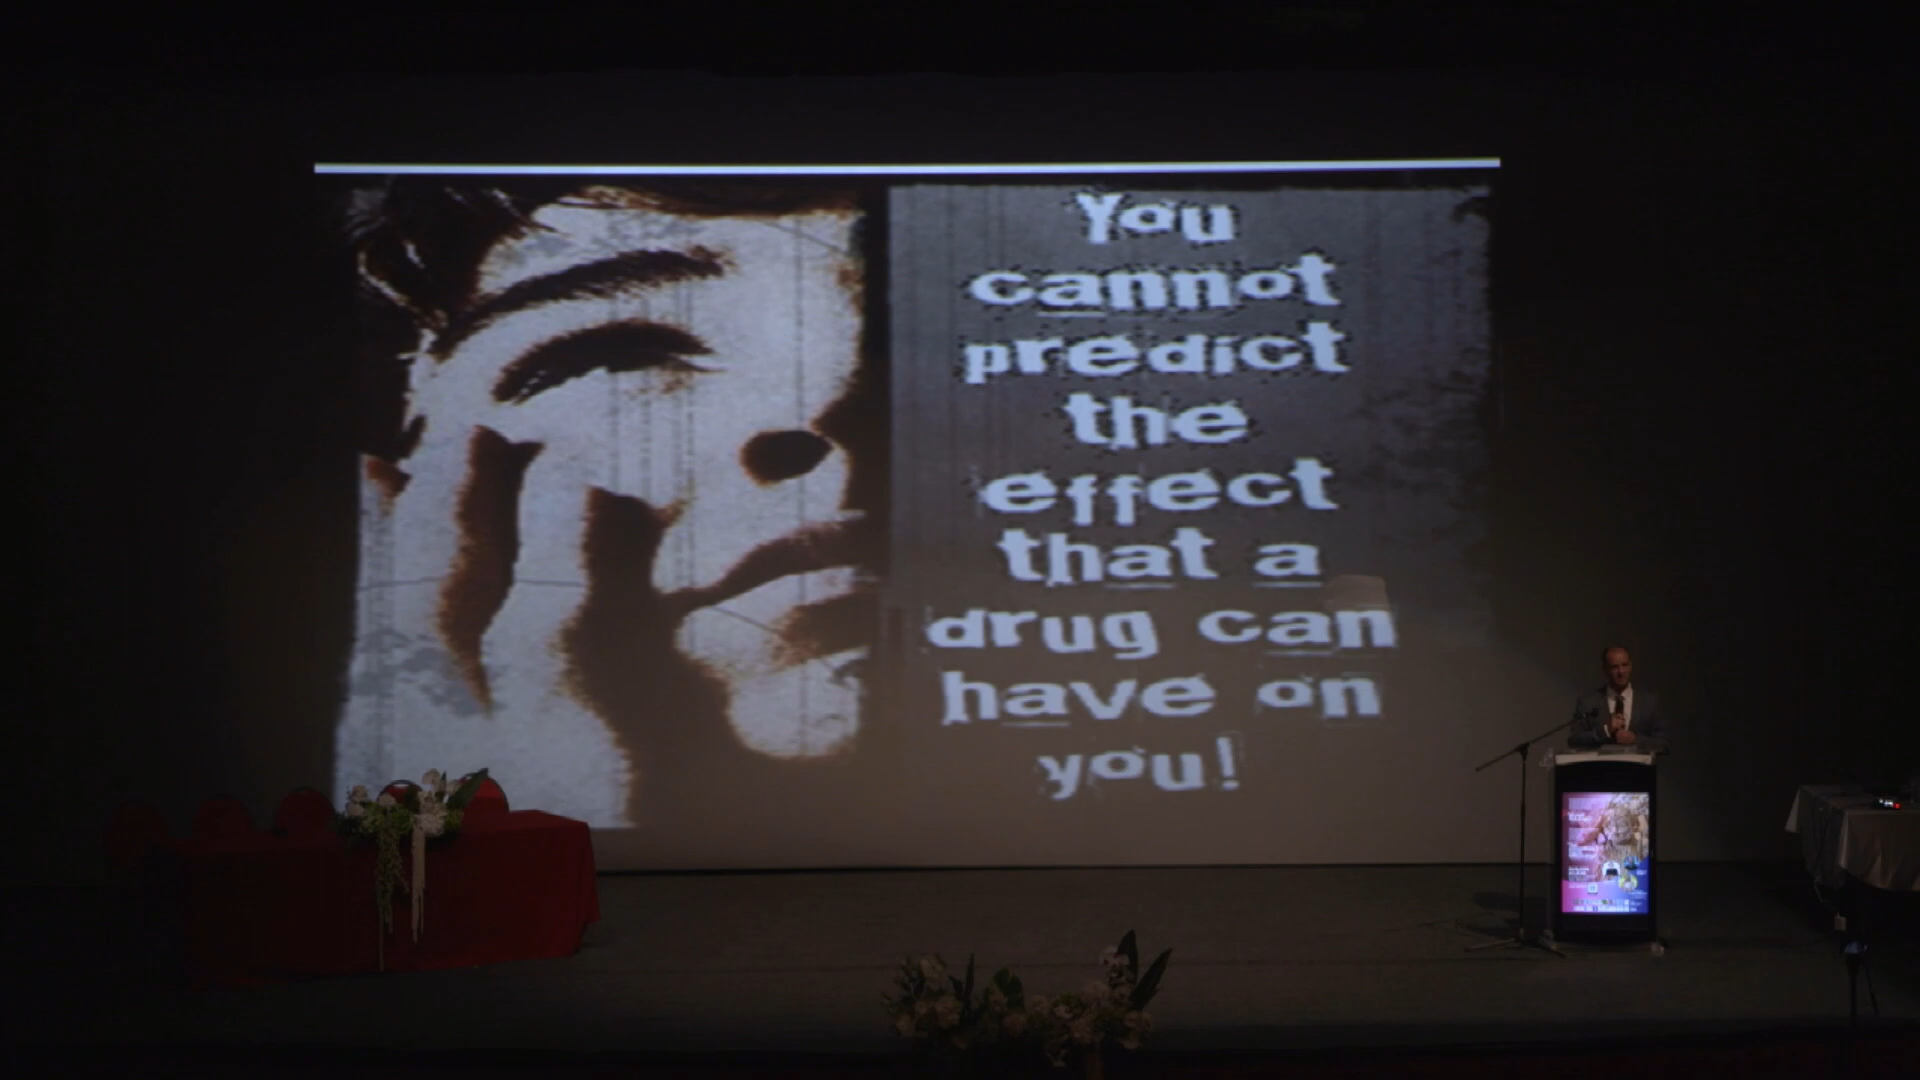 You
cannot
predict
the
effect
that a
drug can
have on
you!